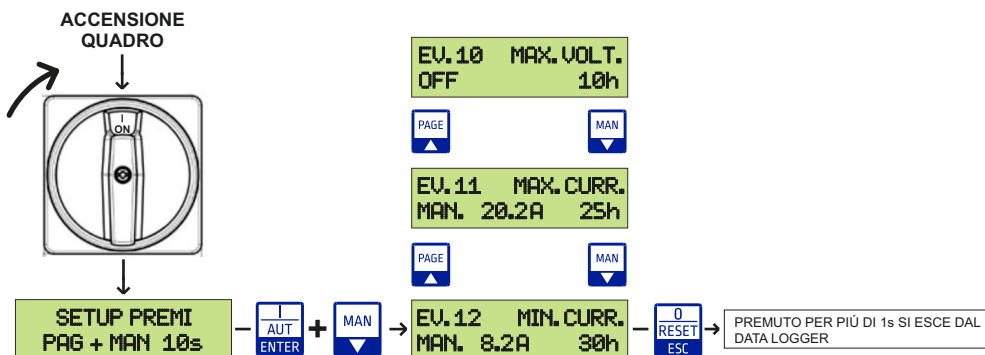 ACCENSIONE
QUADRO
I
ON
EV.10 MAX.VOLT.
OFF 10h
PAGE
MAN
EV.11 MAX.CURR.
MAN. 20.2A 25h
PAGE
MAN
SETUP PREMI
PAG + MAN 10s
I
AUT
ENTER
+
MAN
EV.12 MIN.CURR.
MAN. 8.2A 30h
0
RESET
ESC
PREMUTO PER PIÚ DI 1s SI ESCE DAL
DATA LOGGER